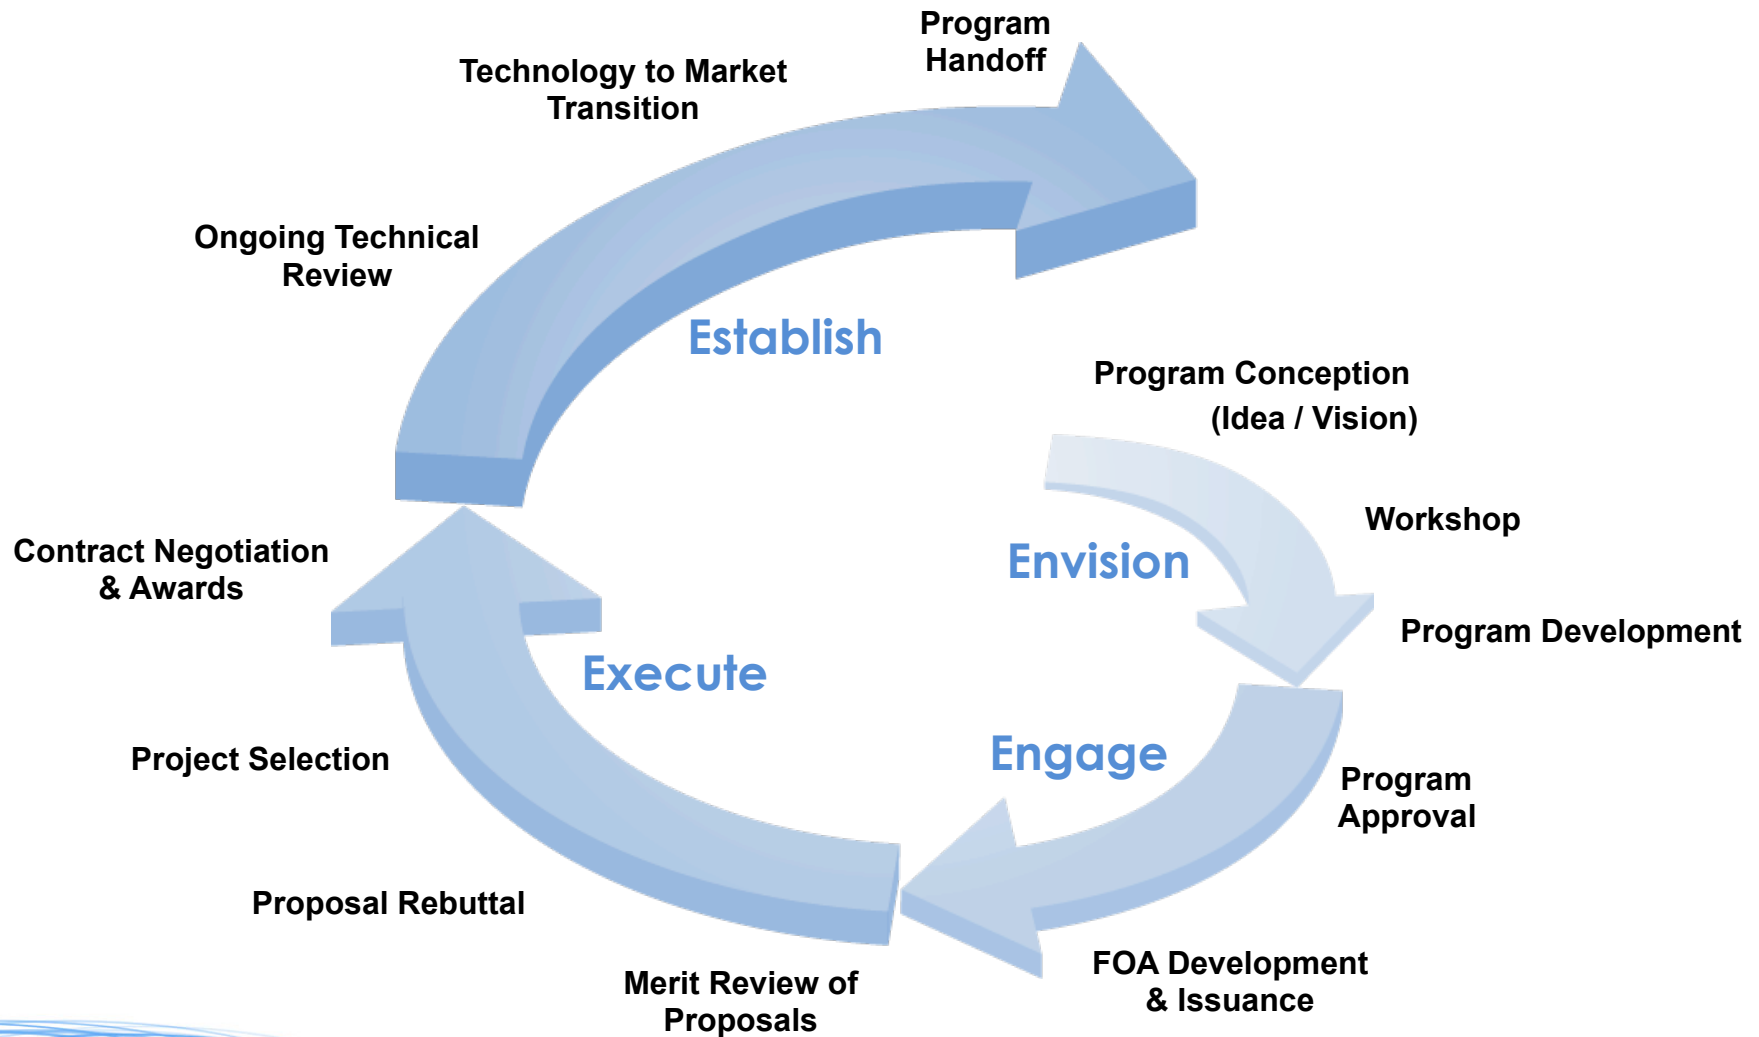 Program
Handoff
Technology to Market
Transition
Ongoing Technical
Review
Establish
Program Conception
(Idea / Vision)
Workshop
Envision
Contract Negotiation
& Awards
Program Development
Execute
Engage
Project Selection
Program
Approval
Proposal Rebuttal
FOA Development
& Issuance
Merit Review of
Proposals